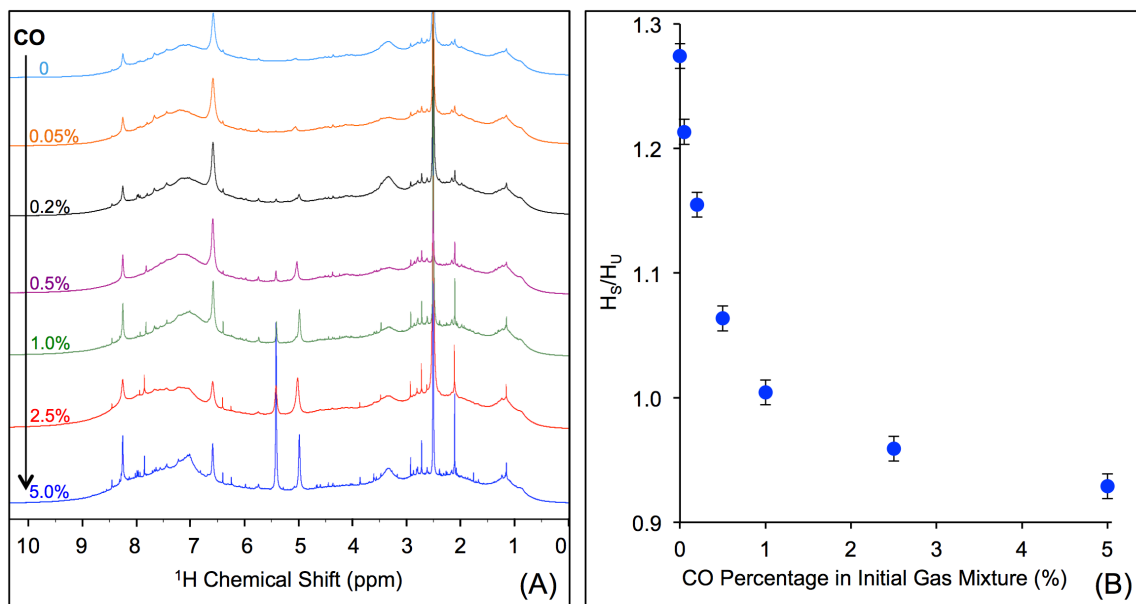 CO
0
0.05%
0.2%
0.5%
1.0%
2.5%
5.0%
10 9 8 7 6 5 4 3 2 1 0
¹H Chemical Shift (ppm)
(A)
1.3
1.2
1.1
1.0
0.9
H_S/H_U
0 1 2 3 4 5
CO Percentage in Initial Gas Mixture (%)
(B)